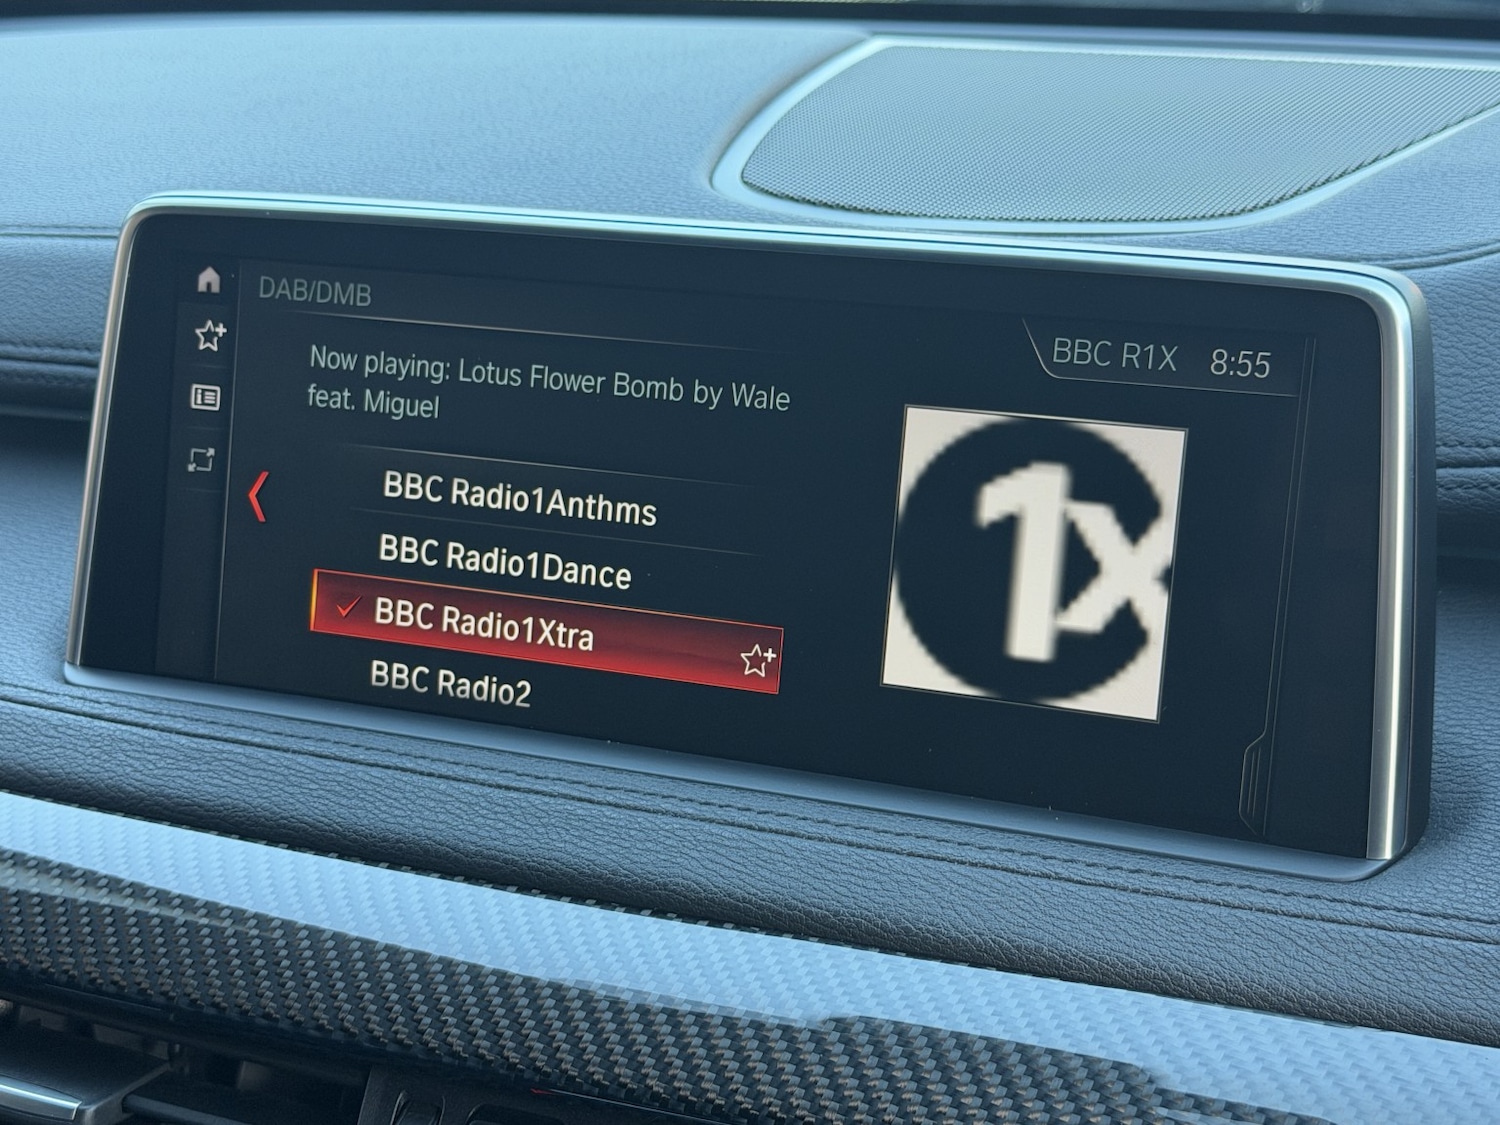 DAB/DMB
BBC R1X 8:55
Now playing: Lotus Flower Bomb by Wale
feat. Miguel
BBC Radio1Anthms
BBC Radio1Dance
BBC Radio1Xtra
BBC Radio2
1x